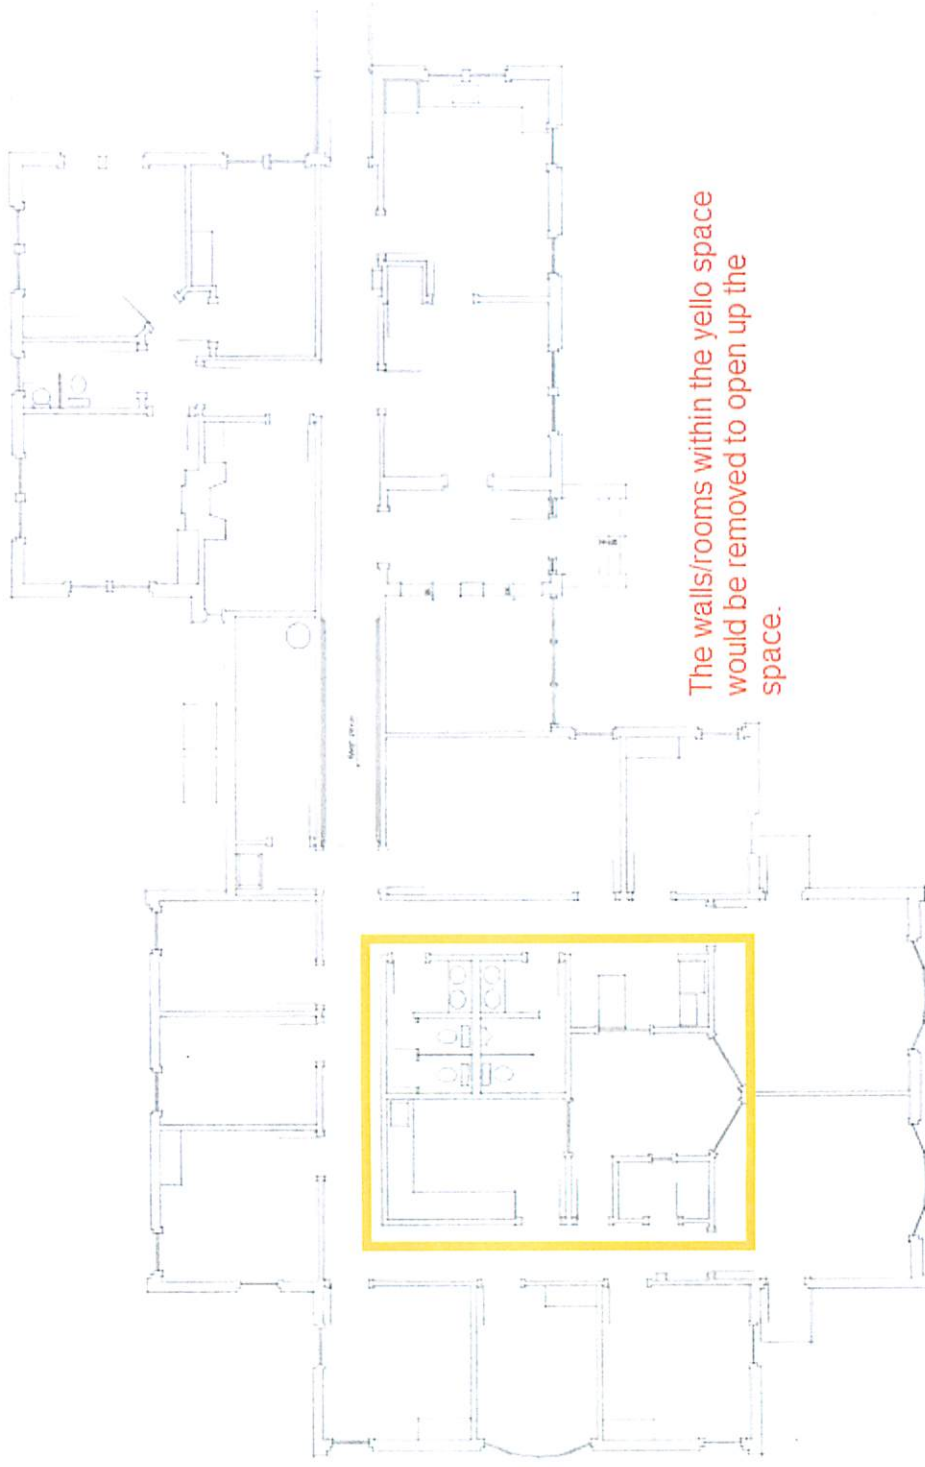 The walls/rooms within the yello space
would be removed to open up the
space.